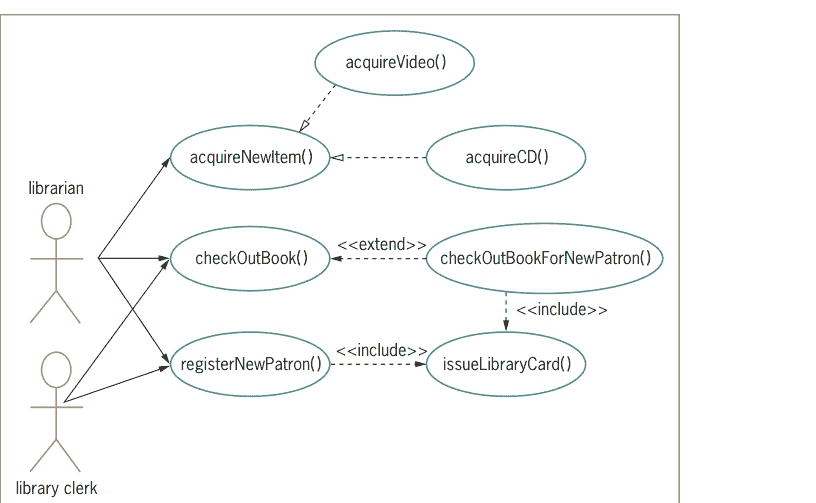 acquireVideo()
acquireNewItem()
acquireCD()
librarian
checkOutBook()
<<extend>>
checkOutBookForNewPatron()
<<include>>
registerNewPatron()
<<include>>
issueLibraryCard()
library clerk